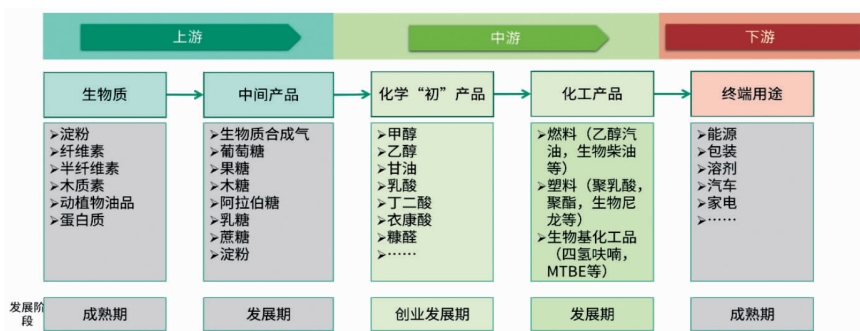 上游
中游
下游
生物质
中间产品
化学“初”产品
化工产品
终端用途
➢淀粉
➢纤维素
➢半纤维素
➢木质素
➢动植物油品
➢蛋白质
➢生物质合成气
➢葡萄糖
➢果糖
➢木糖
➢阿拉伯糖
➢乳糖
➢蔗糖
➢淀粉
➢甲醇
➢乙醇
➢甘油
➢乳酸
➢丁二酸
➢衣康酸
➢糠醛
➢……
➢燃料（乙醇汽
油，生物柴油
等）
➢塑料（聚乳酸，
聚酯，生物尼
龙等）
➢生物基化工品
（四氢呋喃，
MTBE等）
➢能源
➢包装
➢溶剂
➢汽车
➢家电
➢……
发展阶
段
成熟期
发展期
创业发展期
发展期
成熟期